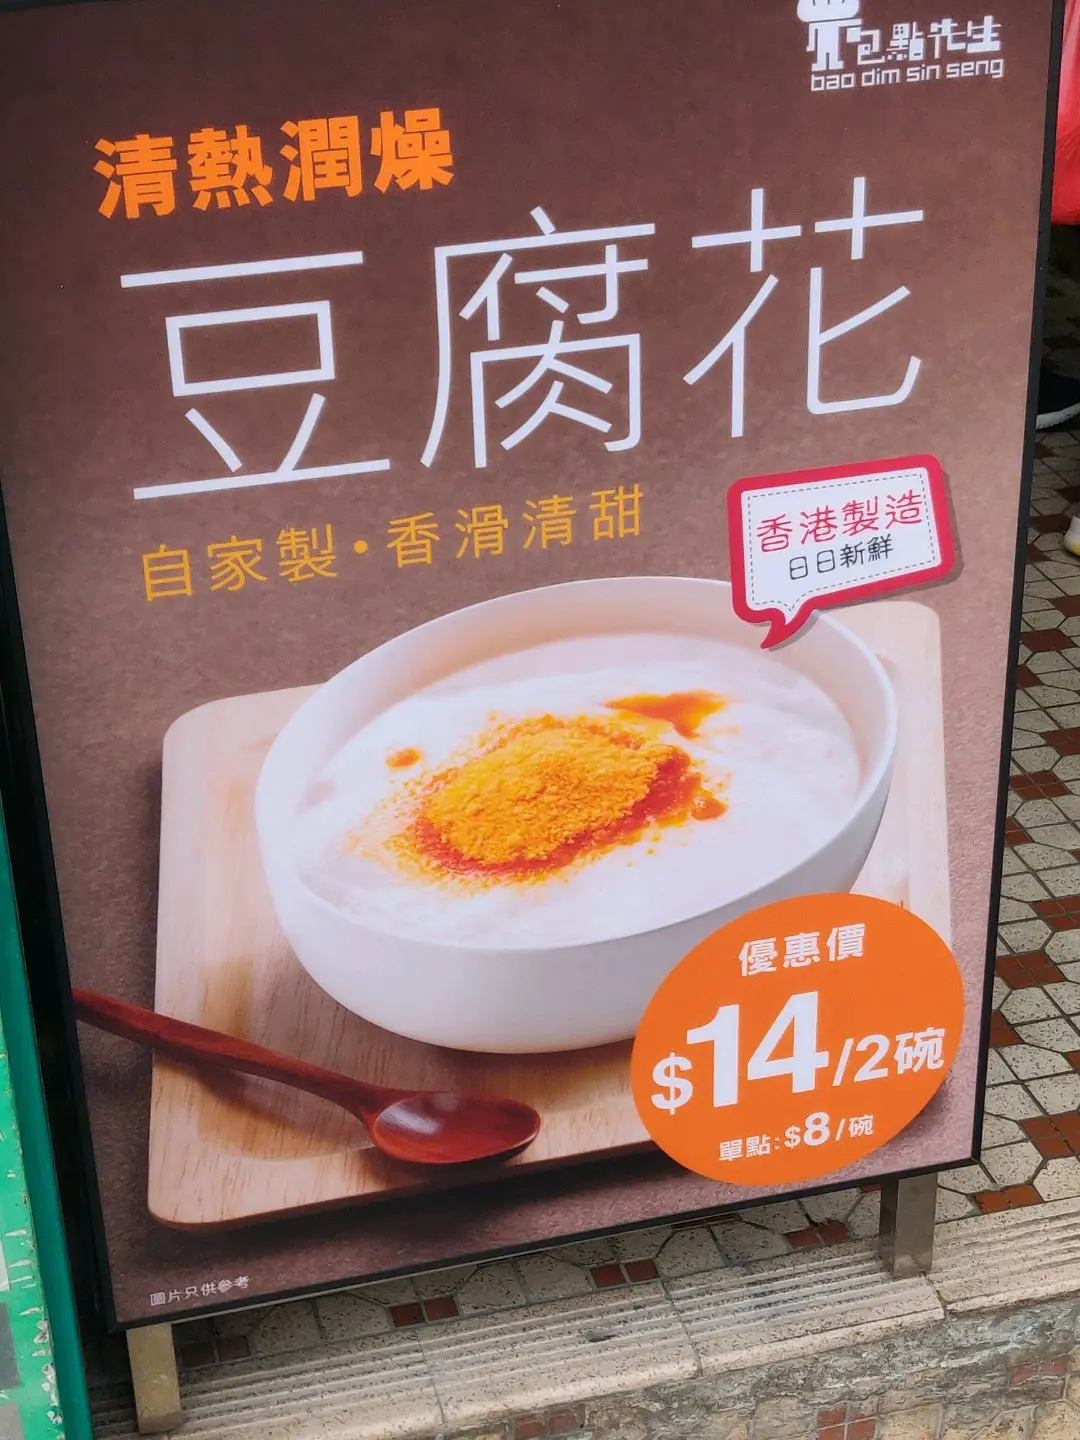 包點先生
bao dim sin seng
清熱潤燥
豆腐花
自家製•香滑清甜
香港製造
日日新鮮
優惠價
$14/2碗
單點:$8/碗
圖片只供參考